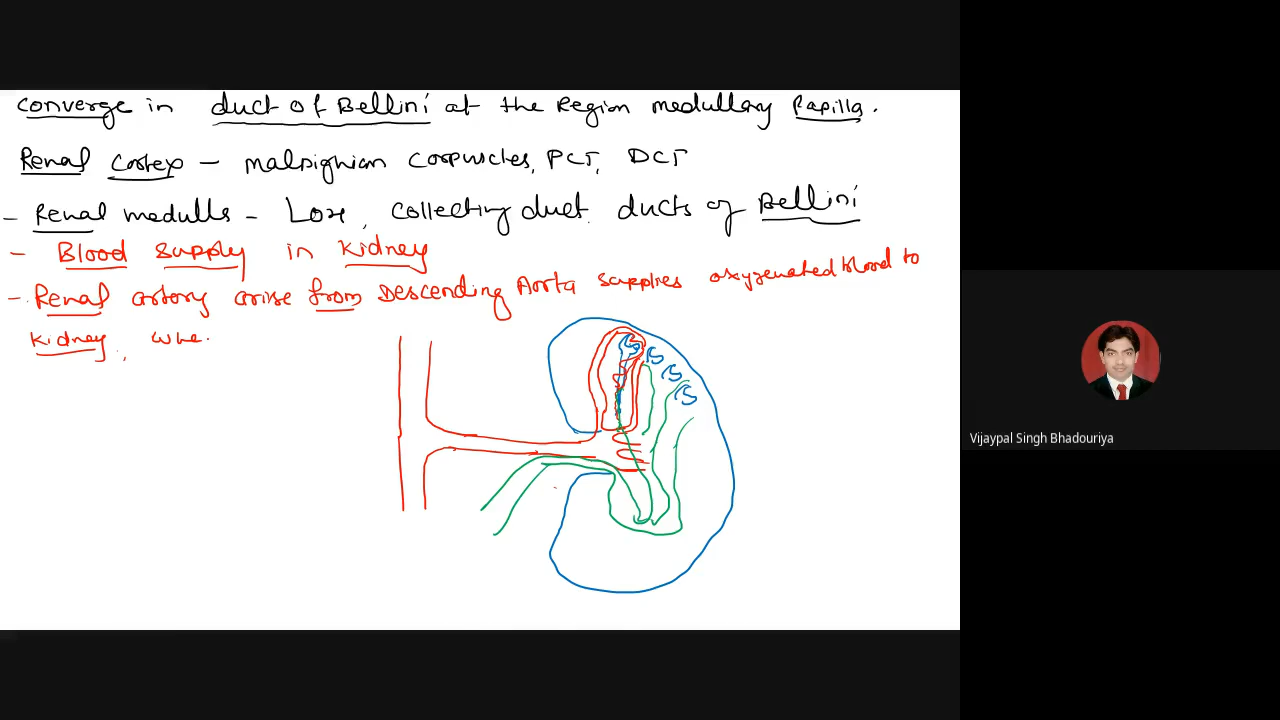 converge in duct of Bellini at the Region medullary Papilla.
Renal Cortex – malpighian corpuscles, PCT, DCT
- Renal medulla - LOH, collecting duct. ducts of Bellini
- Blood supply in Kidney
- Renal artery arise from Descending Aorta supplies oxygenated blood to
Kidney, whe.
Vijaypal Singh Bhadouriya